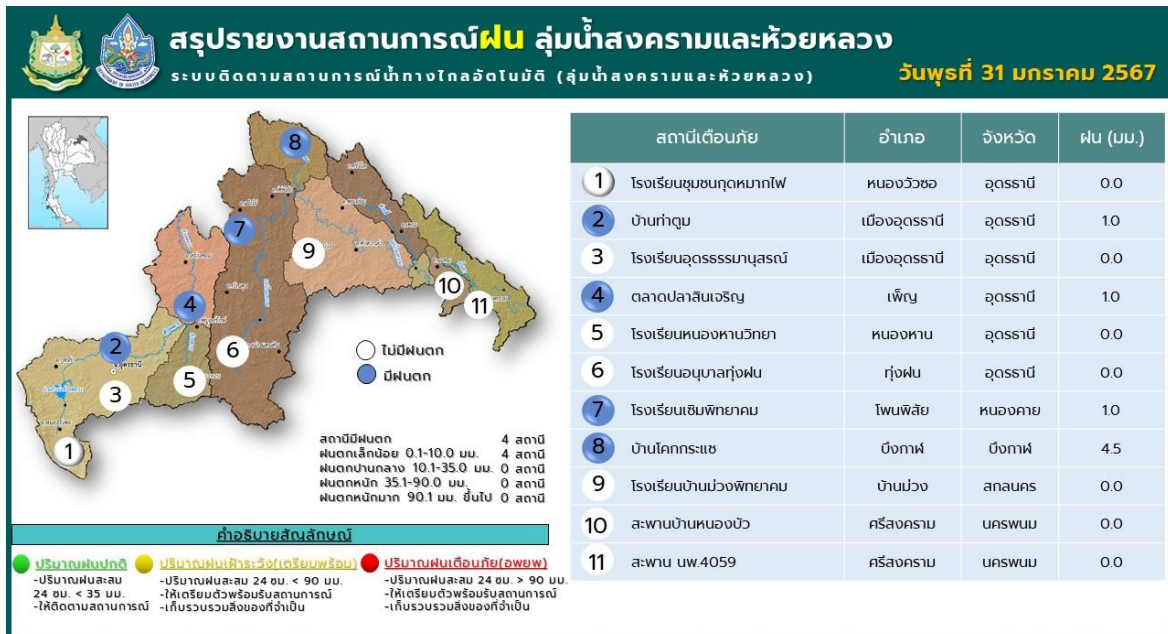 สรุปรายงานสถานการณ์ฝน ลุ่มน้ำสงครามและห้วยหลวง
ระบบติดตามสถานการณ์น้ำทางไกลอัตโนมัติ (ลุ่มน้ำสงครามและห้วยหลวง)
วันพุธที่ 31 มกราคม 2567
8
7
9
10
11
4
2
6
5
3
1
ไม่มีฝนตก
มีฝนตก
สถานีมีฝนตก 4 สถานี
ฝนตกเล็กน้อย 0.1-10.0 มม. 4 สถานี
ฝนตกปานกลาง 10.1-35.0 มม. 0 สถานี
ฝนตกหนัก 35.1-90.0 มม. 0 สถานี
ฝนตกหนักมาก 90.1 มม. ขึ้นไป 0 สถานี
คำอธิบายสัญลักษณ์
ปริมาณฝนปกติ
-ปริมาณฝนสะสม
24 ชม. < 35 มม.
-ให้ติดตามสถานการณ์
ปริมาณฝนเฝ้าระวัง(เตรียมพร้อม)
-ปริมาณฝนสะสม 24 ชม. < 90 มม.
-ให้เตรียมตัวพร้อมรับสถานการณ์
-เก็บรวบรวมสิ่งของที่จำเป็น
ปริมาณฝนเตือนภัย(อพยพ)
-ปริมาณฝนสะสม 24 ชม. > 90 มม.
-ให้เตรียมตัวพร้อมรับสถานการณ์
-เก็บรวบรวมสิ่งของที่จำเป็น
สถานีเตือนภัย อำเภอ จังหวัด ฝน (มม.)
1 โรงเรียนชุมชนกุดหมากไฟ หนองวัวซอ อุดรธานี 0.0
2 บ้านท่าตูม เมืองอุดรธานี อุดรธานี 1.0
3 โรงเรียนอุดรธรรมานุสรณ์ เมืองอุดรธานี อุดรธานี 0.0
4 ตลาดปลาสินเจริญ เพ็ญ อุดรธานี 1.0
5 โรงเรียนหนองหานวิทยา หนองหาน อุดรธานี 0.0
6 โรงเรียนอนุบาลทุ่งฝน ทุ่งฝน อุดรธานี 0.0
7 โรงเรียนเซิมพิทยาคม โพนพิสัย หนองคาย 1.0
8 บ้านโคกกระแซ บึงกาฬ บึงกาฬ 4.5
9 โรงเรียนบ้านม่วงพิทยาคม บ้านม่วง สกลนคร 0.0
10 สะพานบ้านหนองบัว ศรีสงคราม นครพนม 0.0
11 สะพาน นพ.4059 ศรีสงคราม นครพนม 0.0